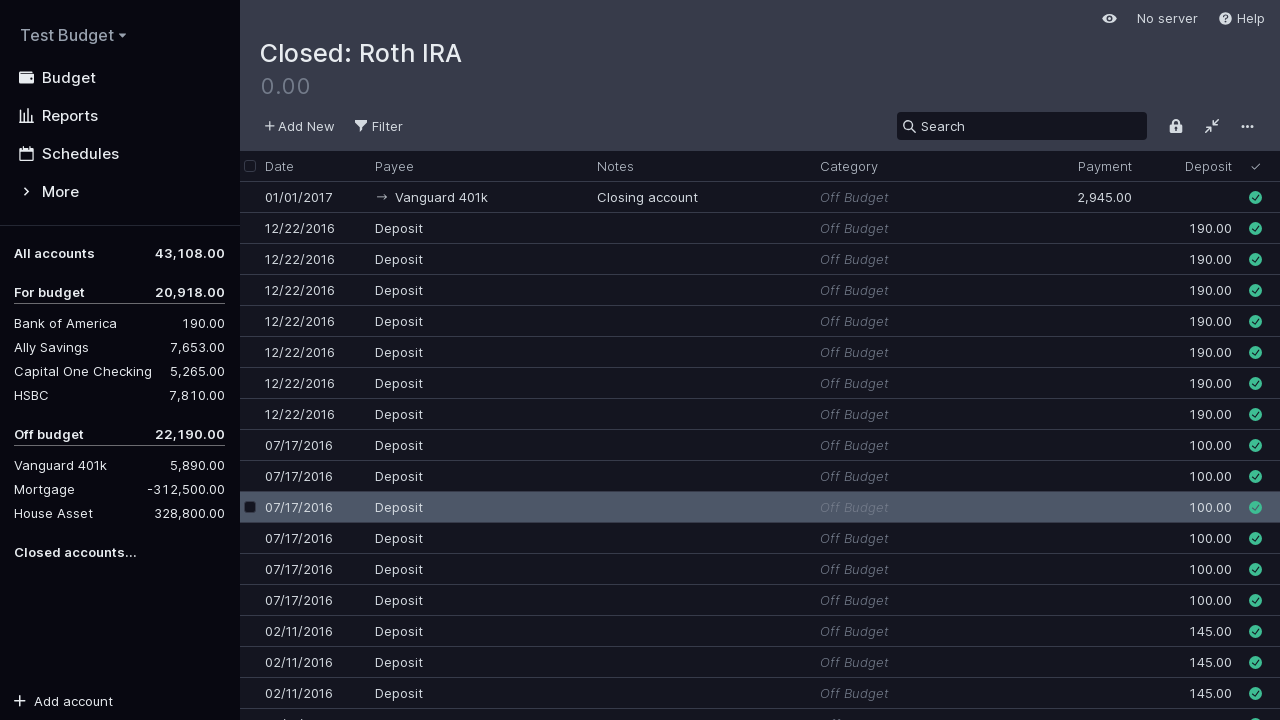 Test Budget
Budget
Reports
Schedules
More
All accounts 43,108.00
For budget 20,918.00
Bank of America 190.00
Ally Savings 7,653.00
Capital One Checking 5,265.00
HSBC 7,810.00
Off budget 22,190.00
Vanguard 401k 5,890.00
Mortgage -312,500.00
House Asset 328,800.00
Closed accounts...
Add account
No server Help
Closed: Roth IRA
0.00
Add New Filter Search
Date Payee Notes Category Payment Deposit
01/01/2017 → Vanguard 401k Closing account Off Budget 2,945.00
12/22/2016 Deposit Off Budget 190.00
12/22/2016 Deposit Off Budget 190.00
12/22/2016 Deposit Off Budget 190.00
12/22/2016 Deposit Off Budget 190.00
12/22/2016 Deposit Off Budget 190.00
12/22/2016 Deposit Off Budget 190.00
12/22/2016 Deposit Off Budget 190.00
07/17/2016 Deposit Off Budget 100.00
07/17/2016 Deposit Off Budget 100.00
07/17/2016 Deposit Off Budget 100.00
07/17/2016 Deposit Off Budget 100.00
07/17/2016 Deposit Off Budget 100.00
07/17/2016 Deposit Off Budget 100.00
02/11/2016 Deposit Off Budget 145.00
02/11/2016 Deposit Off Budget 145.00
02/11/2016 Deposit Off Budget 145.00